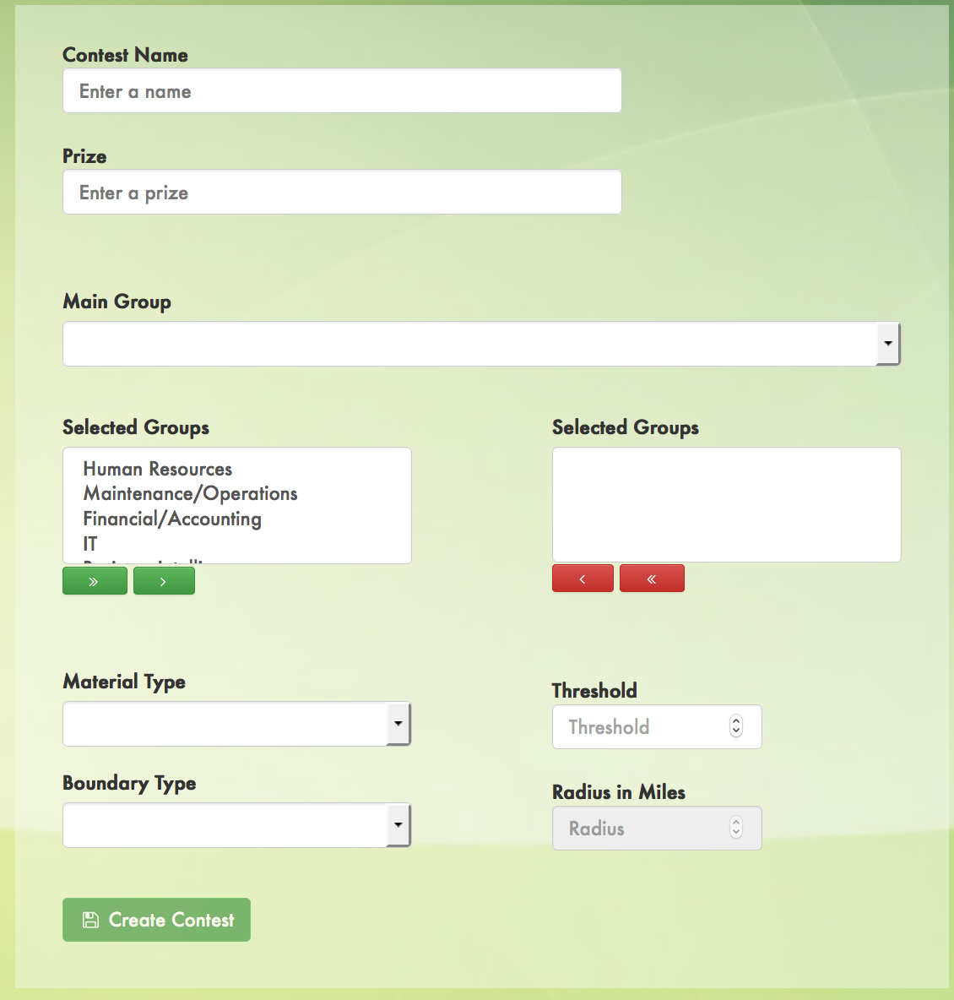 Contest Name
Enter a name
Prize
Enter a prize
Main Group
Selected Groups
Human Resources
Maintenance/Operations
Financial/Accounting
IT
Selected Groups
Material Type
Threshold
Threshold
Boundary Type
Radius in Miles
Radius
Create Contest